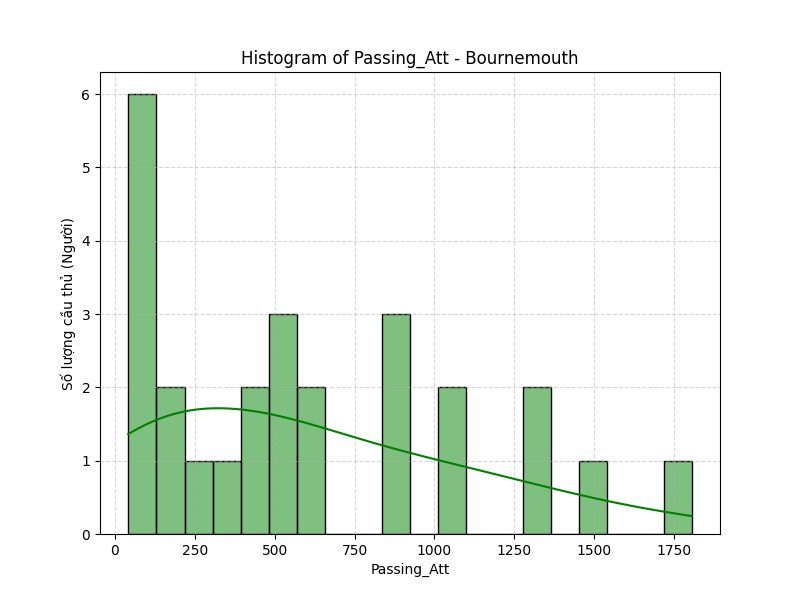 Histogram of Passing_Att - Bournemouth
Số lượng cầu thủ (Người)
6
5
4
3
2
1
0
0 250 500 750 1000 1250 1500 1750
Passing_Att